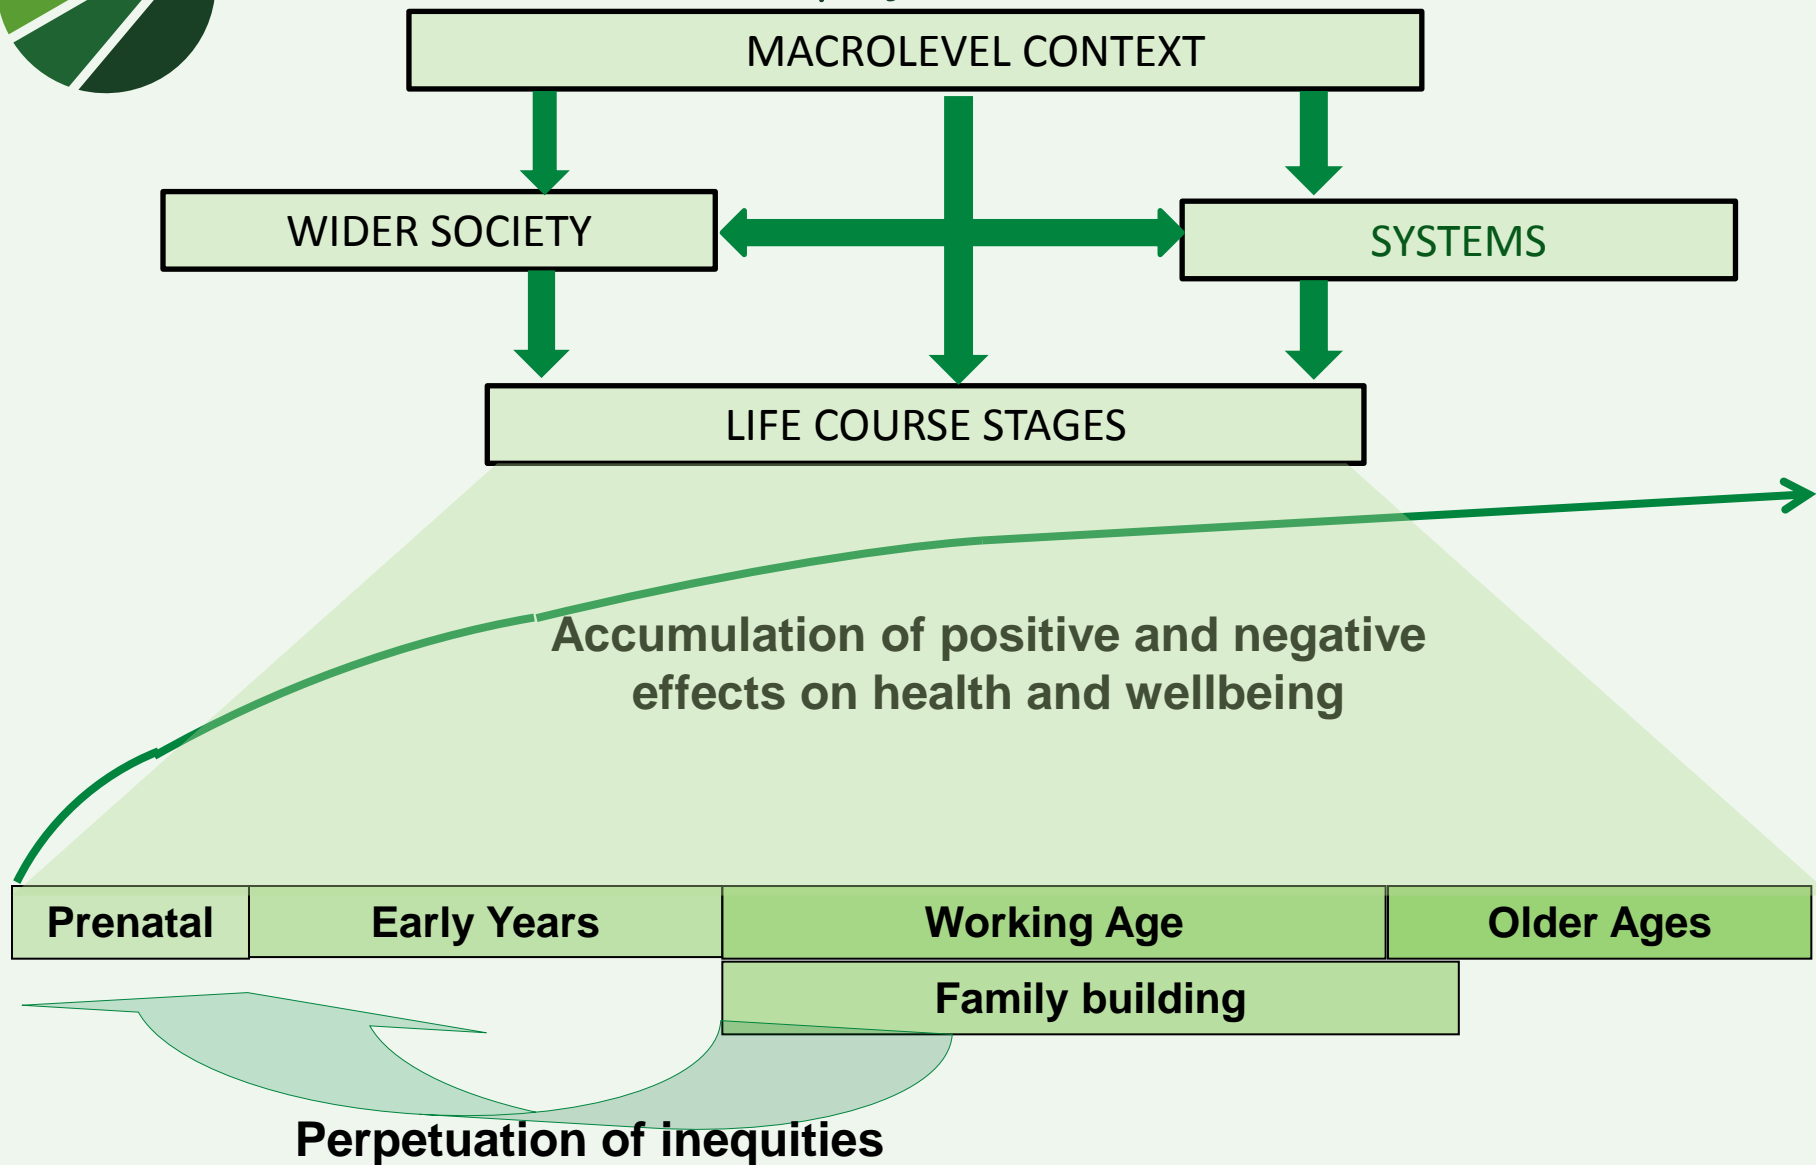 MACROLEVEL CONTEXT
WIDER SOCIETY
SYSTEMS
LIFE COURSE STAGES
Accumulation of positive and negative
effects on health and wellbeing
Prenatal
Early Years
Working Age
Older Ages
Family building
Perpetuation of inequities